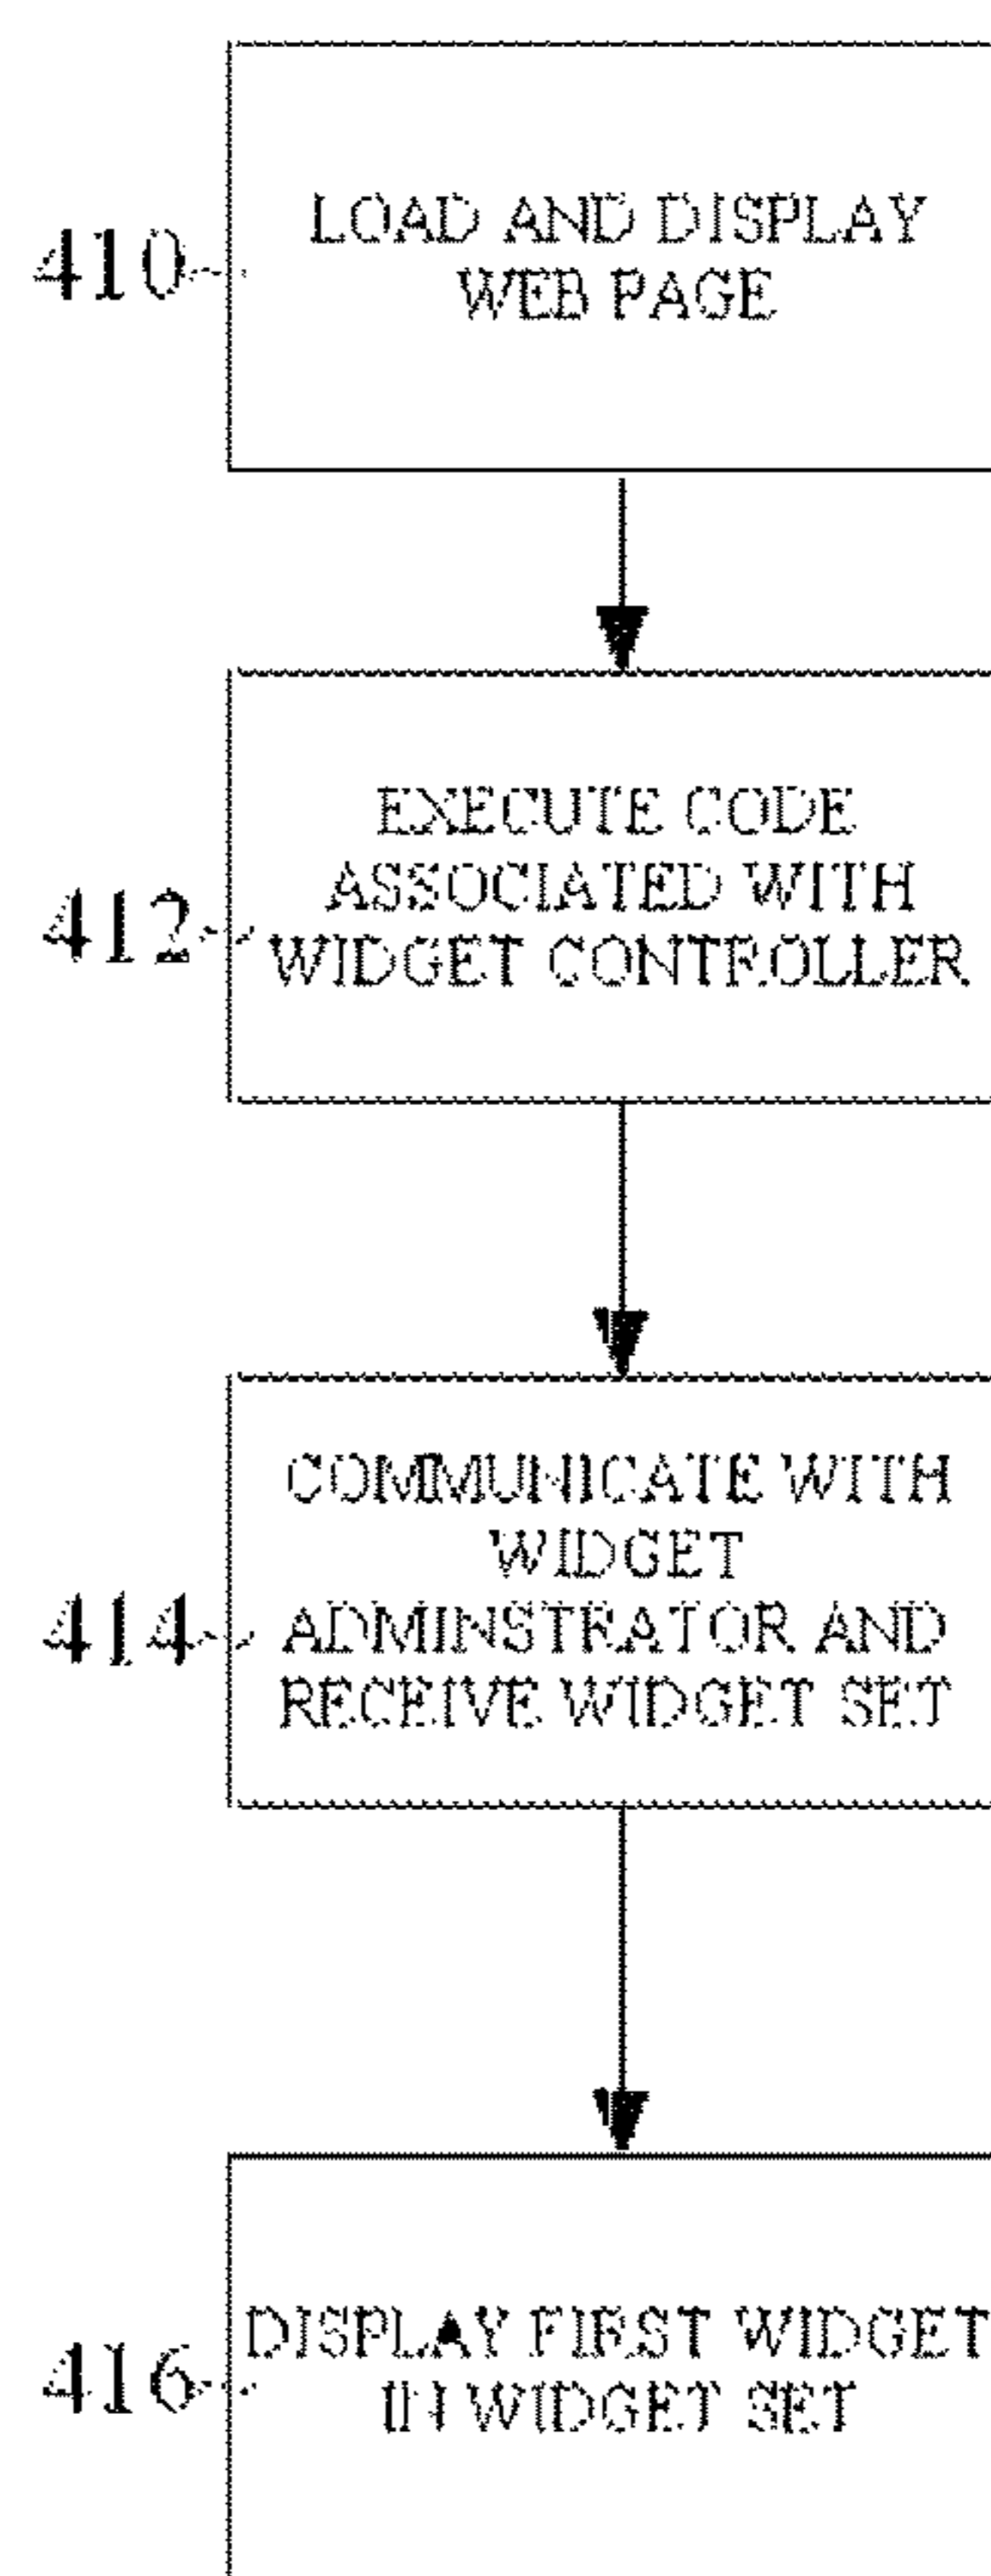 LOAD AND DISPLAY
WEB PAGE
410
EXECUTE CODE
ASSOCIATED WITH
412
WIDGET CONTROLLER
COMMUNICATE WITH
WIDGET
414
ADMINSTRATOR AND
RECEIVE WIDGET SET
DISPLAY FIRST WIDGET
416
IN WIDGET SET